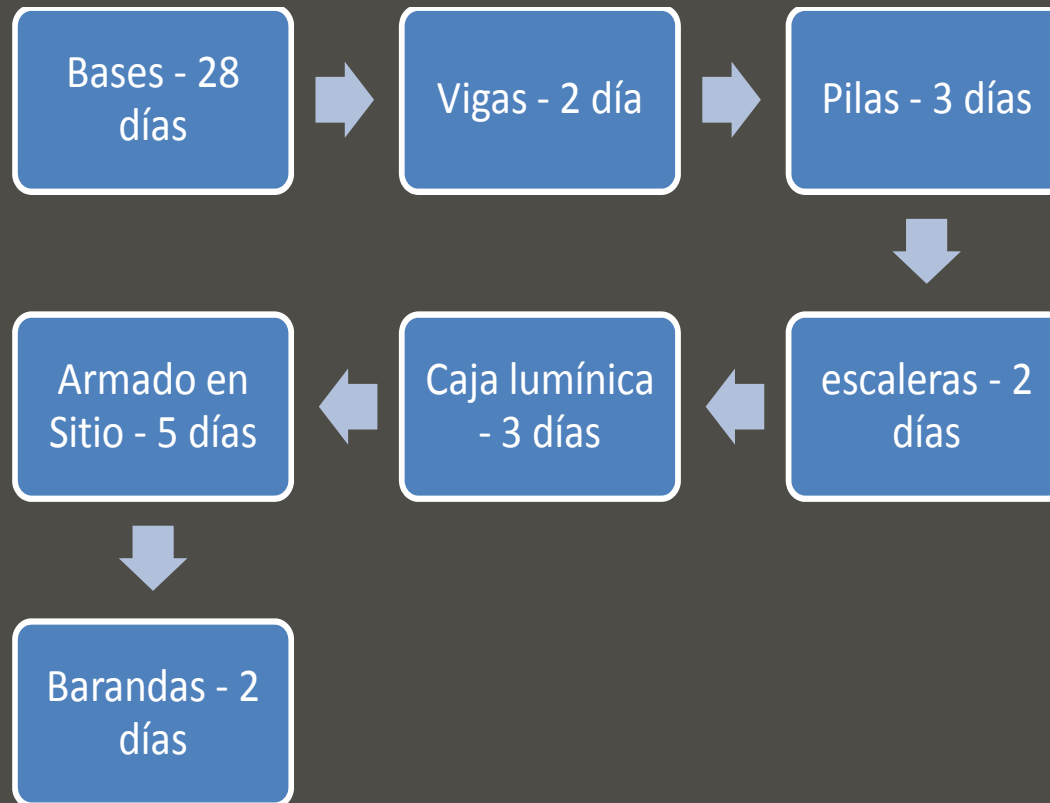 Bases - 28
días
Vigas - 2 día
Pilas - 3 días
escaleras - 2
días
Caja lumínica
- 3 días
Armado en
Sitio - 5 días
Barandas - 2
días